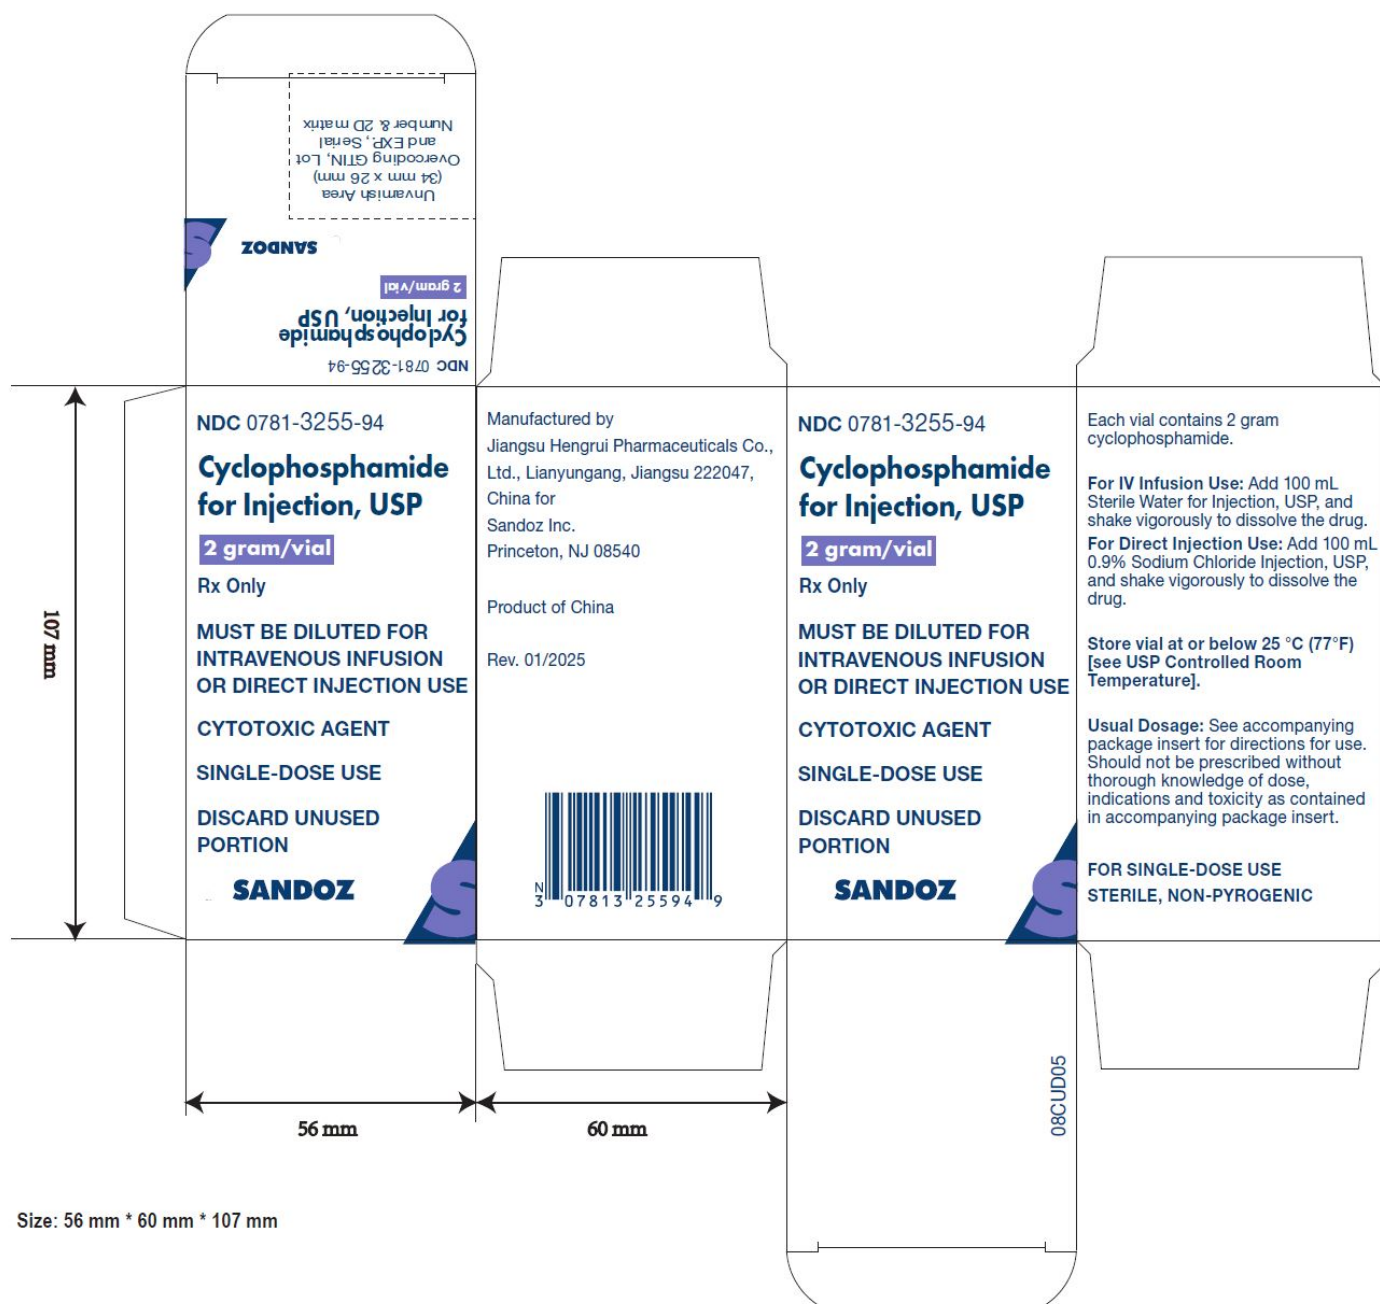 Unvarnish Area
(34 mm x 26 mm)
Overcoding GTIN, Lot
and EXP., Serial
Number & 2D matrix
SANDOZ
2 gram/vial
Cyclophosphamide
for Injection, USP
NDC 0781-3255-94
107 mm
NDC 0781-3255-94
Cyclophosphamide
for Injection, USP
2 gram/vial
Rx Only
MUST BE DILUTED FOR
INTRAVENOUS INFUSION
OR DIRECT INJECTION USE
CYTOTOXIC AGENT
SINGLE-DOSE USE
DISCARD UNUSED
PORTION
SANDOZ
S
Manufactured by
Jiangsu Hengrui Pharmaceuticals Co.,
Ltd., Lianyungang, Jiangsu 222047,
China for
Sandoz Inc.
Princeton, NJ 08540
Product of China
Rev. 01/2025
N
3 07813 25594 9
NDC 0781-3255-94
Cyclophosphamide
for Injection, USP
2 gram/vial
Rx Only
MUST BE DILUTED FOR
INTRAVENOUS INFUSION
OR DIRECT INJECTION USE
CYTOTOXIC AGENT
SINGLE-DOSE USE
DISCARD UNUSED
PORTION
SANDOZ
S
Each vial contains 2 gram
cyclophosphamide.
For IV Infusion Use: Add 100 mL
Sterile Water for Injection, USP, and
shake vigorously to dissolve the drug.
For Direct Injection Use: Add 100 mL
0.9% Sodium Chloride Injection, USP,
and shake vigorously to dissolve the
drug.
Store vial at or below 25 °C (77°F)
[see USP Controlled Room
Temperature].
Usual Dosage: See accompanying
package insert for directions for use.
Should not be prescribed without
thorough knowledge of dose,
indications and toxicity as contained
in accompanying package insert.
FOR SINGLE-DOSE USE
STERILE, NON-PYROGENIC
08CUD05
56 mm
60 mm
Size: 56 mm * 60 mm * 107 mm